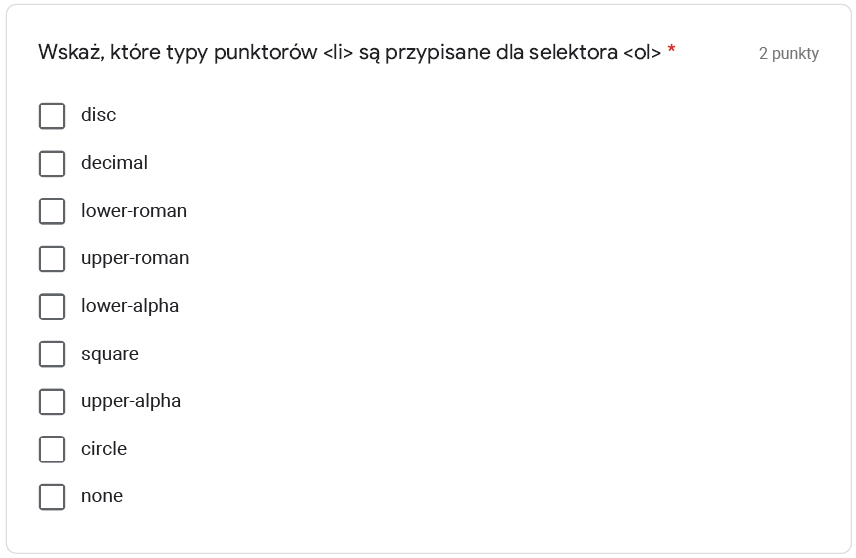 Wskaż, które typy punktorów <li> są przypisane dla selektora <ol> * 2 punkty
disc
decimal
lower-roman
upper-roman
lower-alpha
square
upper-alpha
circle
none